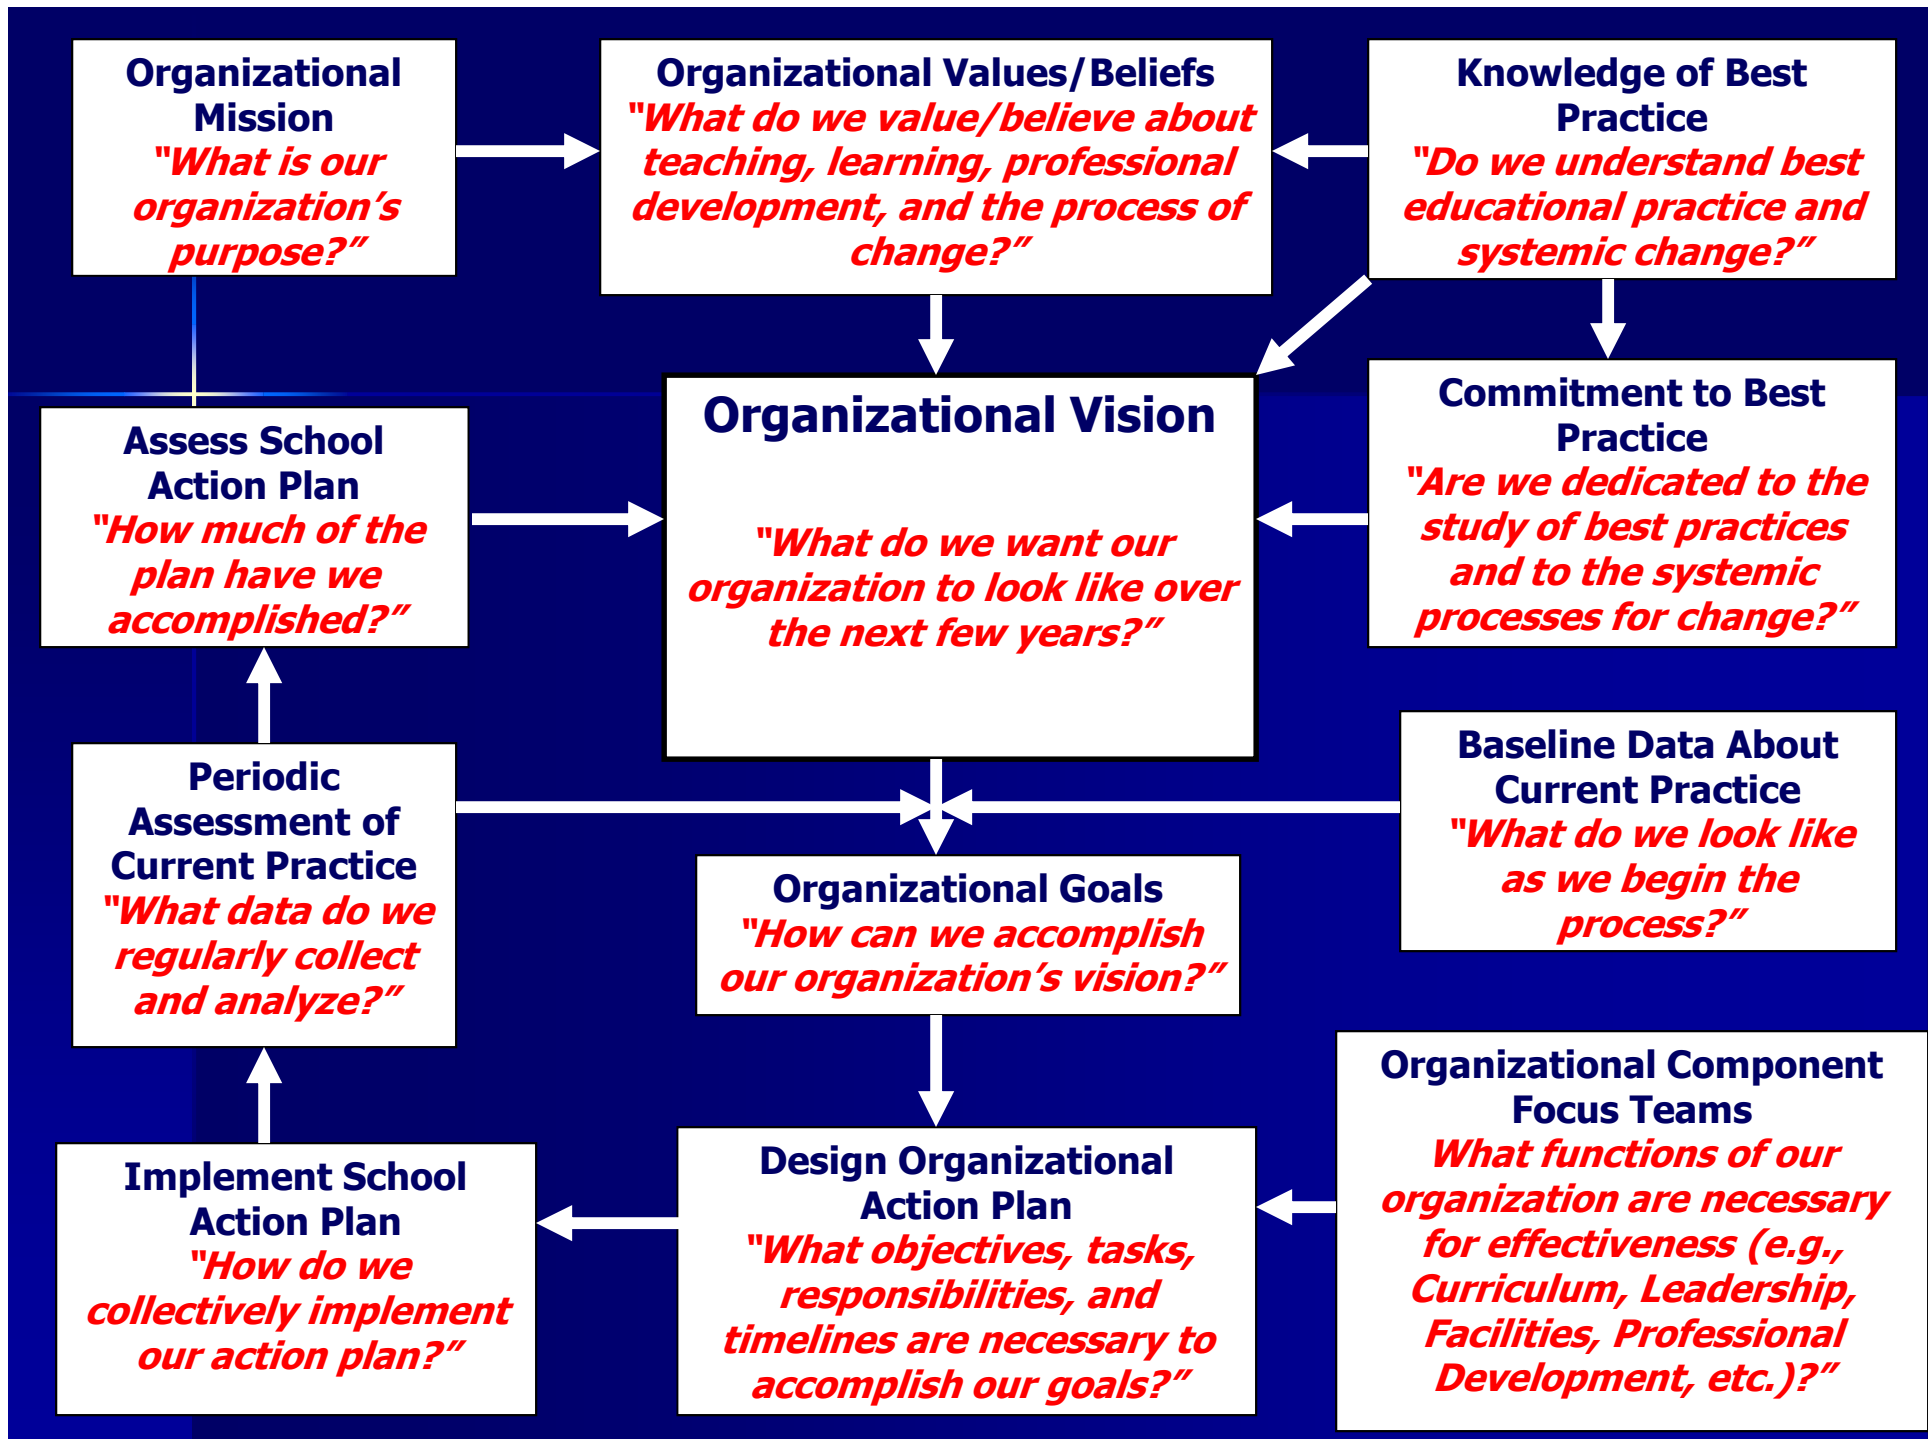 Organizational
Mission
"What is our
organization's
purpose?"
Organizational Values/Beliefs
"What do we value/believe about
teaching, learning, professional
development, and the process of
change?"
Knowledge of Best
Practice
"Do we understand best
educational practice and
systemic change?"
Assess School
Action Plan
"How much of the
plan have we
accomplished?"
Organizational Vision
"What do we want our
organization to look like over
the next few years?"
Commitment to Best
Practice
"Are we dedicated to the
study of best practices
and to the systemic
processes for change?"
Periodic
Assessment of
Current Practice
"What data do we
regularly collect
and analyze?"
Organizational Goals
"How can we accomplish
our organization's vision?"
Baseline Data About
Current Practice
"What do we look like
as we begin the
process?"
Implement School
Action Plan
"How do we
collectively implement
our action plan?"
Design Organizational
Action Plan
"What objectives, tasks,
responsibilities, and
timelines are necessary to
accomplish our goals?"
Organizational Component
Focus Teams
What functions of our
organization are necessary
for effectiveness (e.g.,
Curriculum, Leadership,
Facilities, Professional
Development, etc.)?"